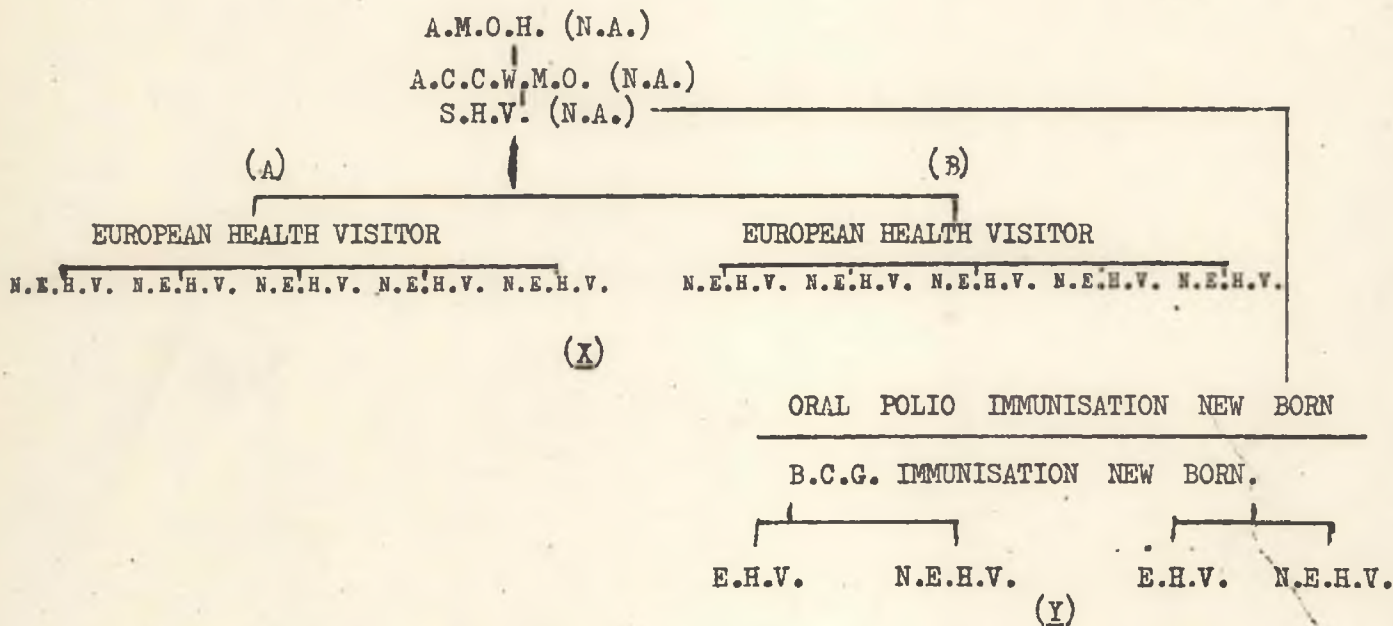 A.M.O.H. (N.A.)
A.C.C.W.M.O. (N.A.)
S.H.V. (N.A.)
(A) (B)
EUROPEAN HEALTH VISITOR EUROPEAN HEALTH VISITOR
N.E.H.V. N.E.H.V. N.E.H.V. N.E.H.V. N.E.H.V. N.E.H.V. N.E.H.V. N.E.H.V. N.E.H.V. N.E.H.V.
(X)
ORAL POLIO IMMUNISATION NEW BORN
B.C.G. IMMUNISATION NEW BORN.
E.H.V. N.E.H.V. E.H.V. N.E.H.V.
(Y)